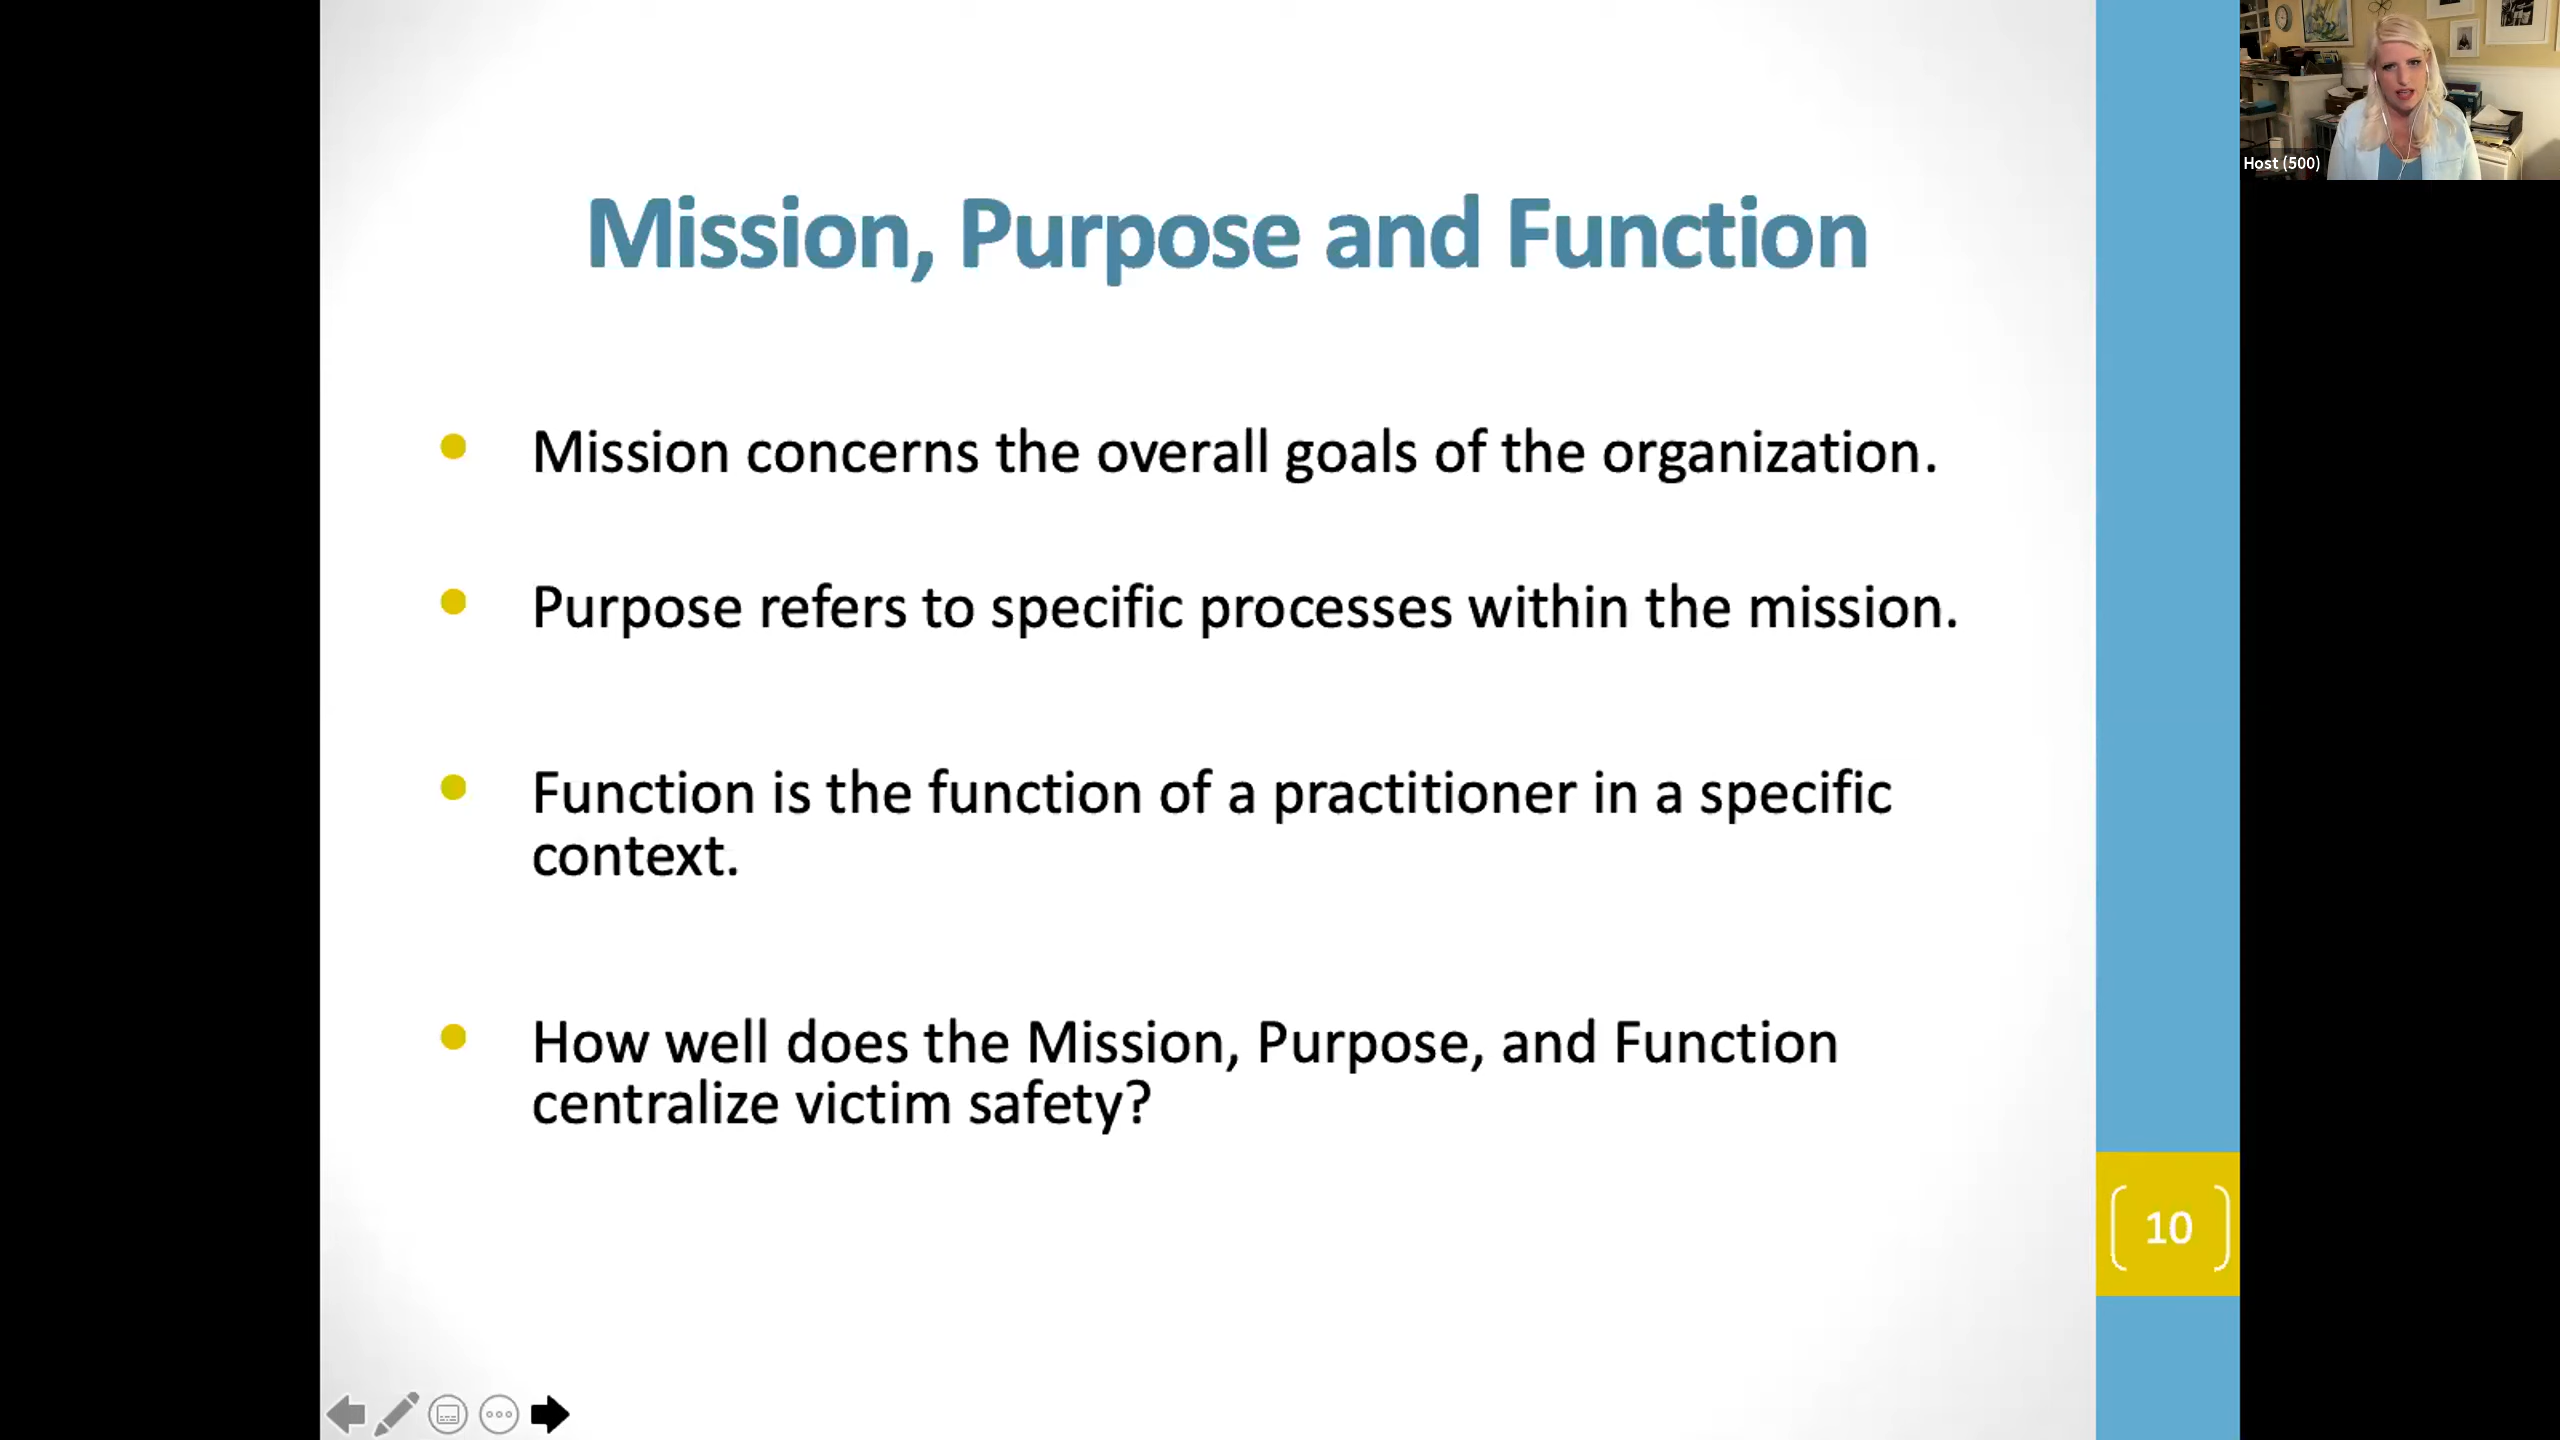 Mission, Purpose and Function
Host (500)
• Mission concerns the overall goals of the organization.
• Purpose refers to specific processes within the mission.
• Function is the function of a practitioner in a specific
context.
• How well does the Mission, Purpose, and Function
centralize victim safety?
10